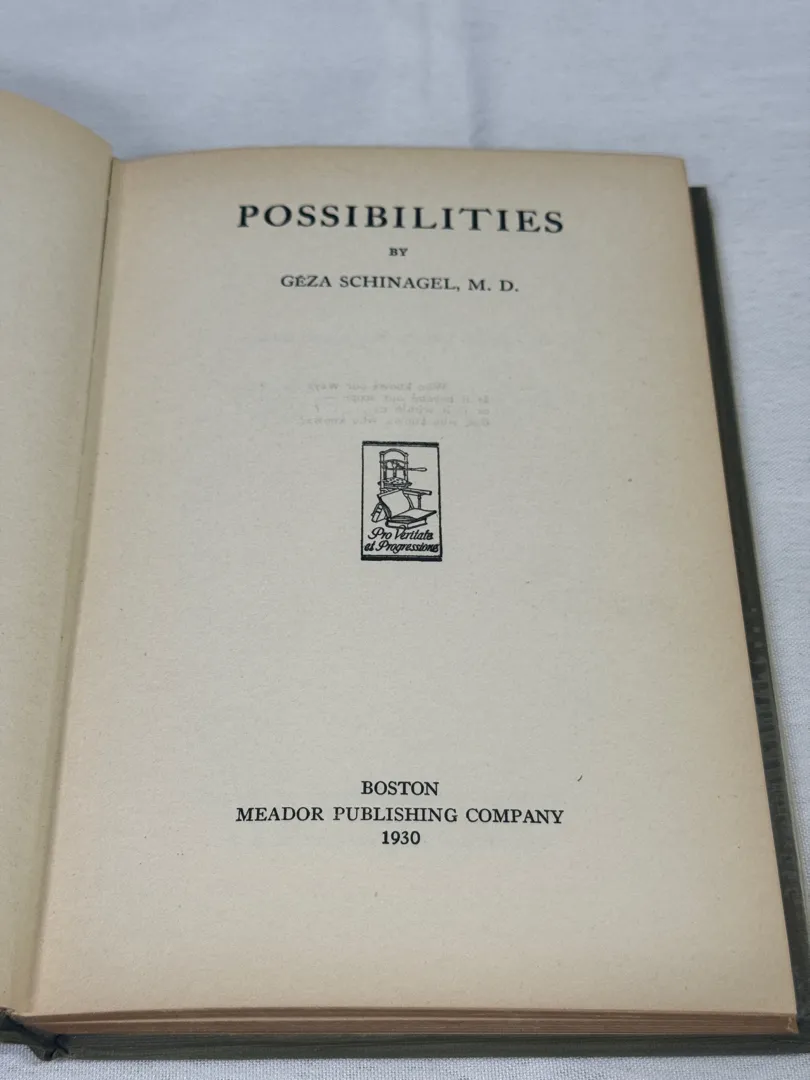 POSSIBILITIES
BY
GÉZA SCHINAGEL, M. D.
Pro Veritate
et Progressione
BOSTON
MEADOR PUBLISHING COMPANY
1930